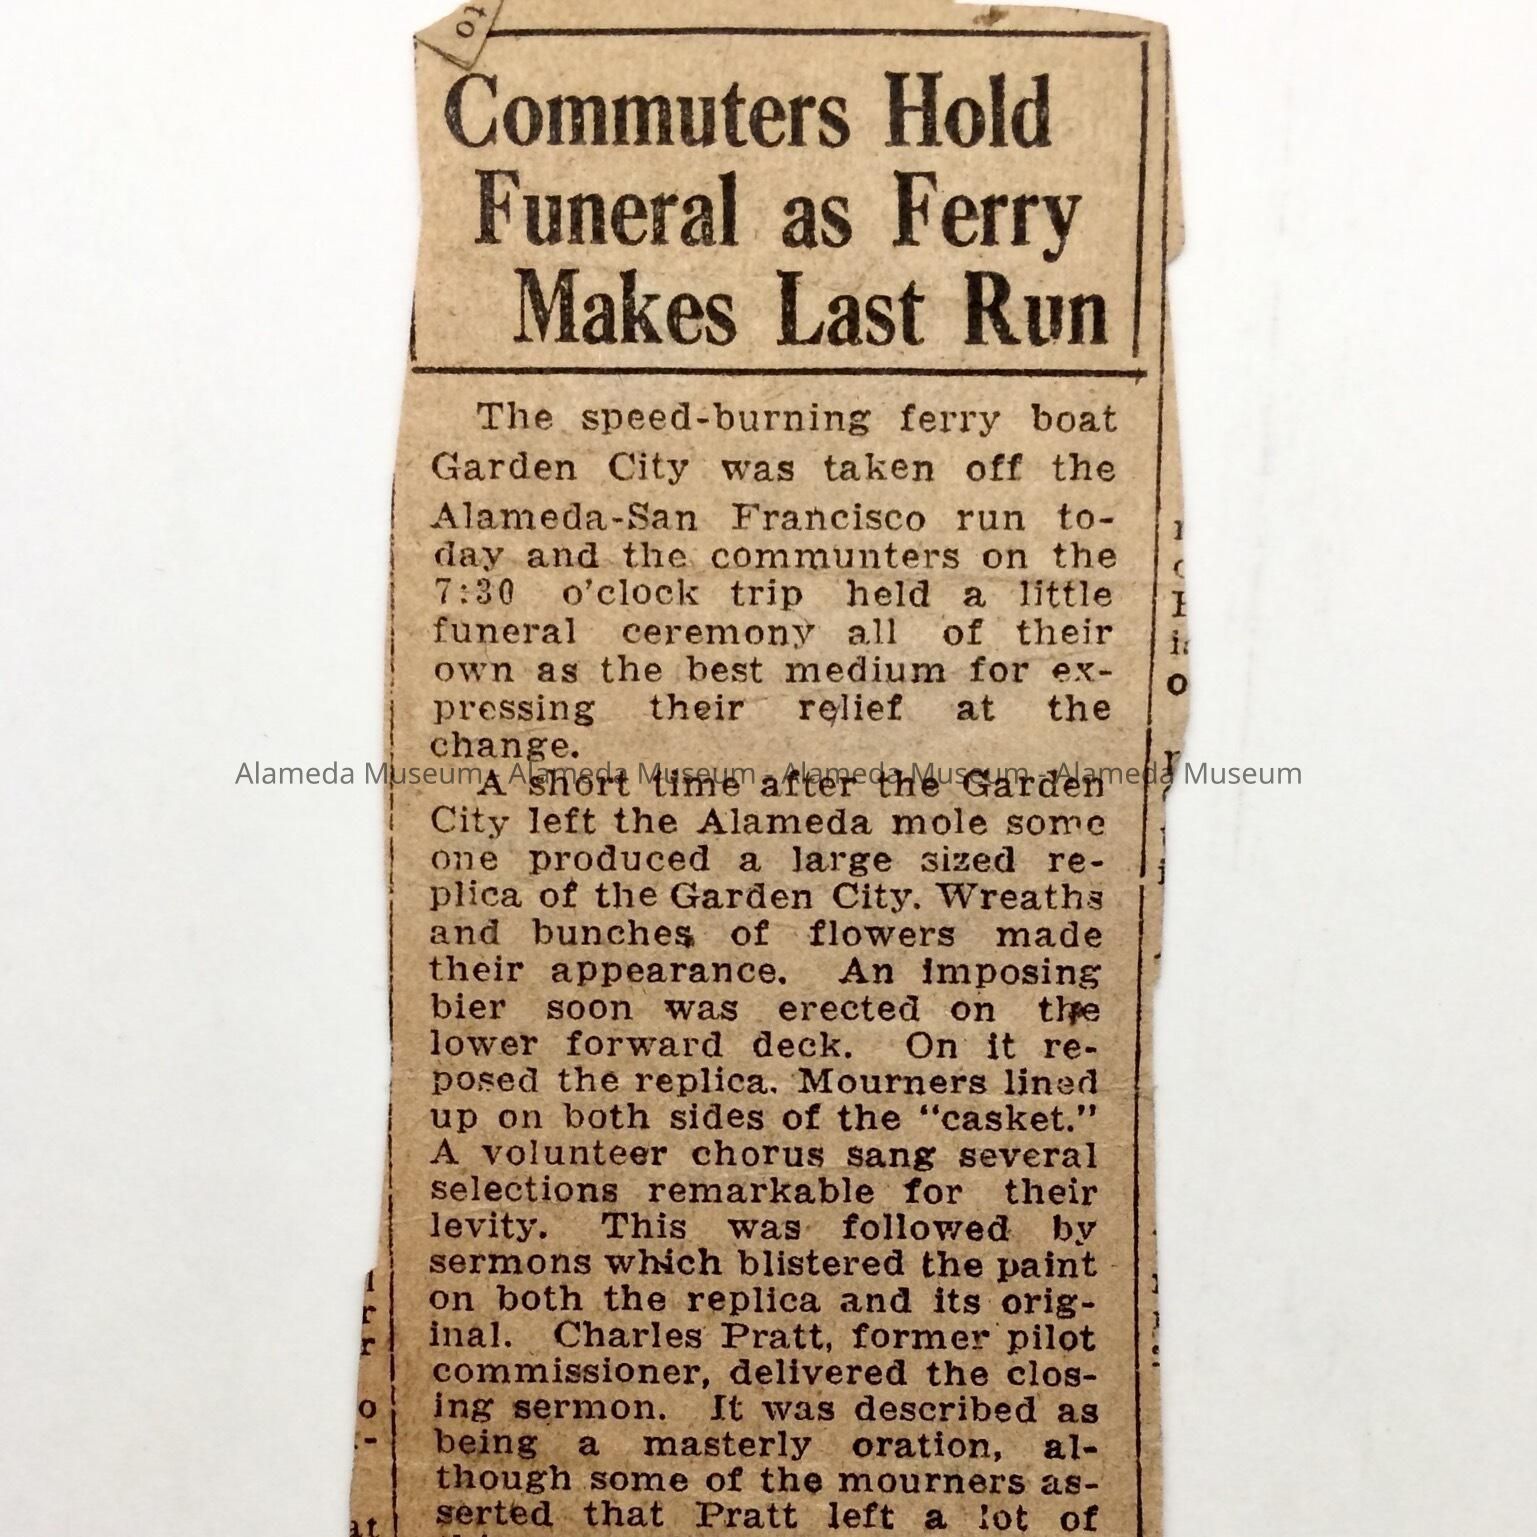 to
Commuters Hold
Funeral as Ferry
Makes Last Run
The speed-burning ferry boat
Garden City was taken off the
Alameda-San Francisco run to-
day and the communters on the
7:30 o'clock trip held a little
funeral ceremony all of their
own as the best medium for ex-
pressing their relief at the
change.
Alameda Museum - Alameda Museum - Alameda Museum - Alameda Museum
A short time after the Garden
City left the Alameda mole some
one produced a large sized re-
plica of the Garden City. Wreaths
and bunches of flowers made
their appearance. An imposing
bier soon was erected on the
lower forward deck. On it re-
posed the replica. Mourners lined
up on both sides of the "casket."
A volunteer chorus sang several
selections remarkable for their
levity. This was followed by
sermons which blistered the paint
on both the replica and its orig-
inal. Charles Pratt, former pilot
commissioner, delivered the clos-
ing sermon. It was described as
being a masterly oration, al-
though some of the mourners as-
serted that Pratt left a lot of